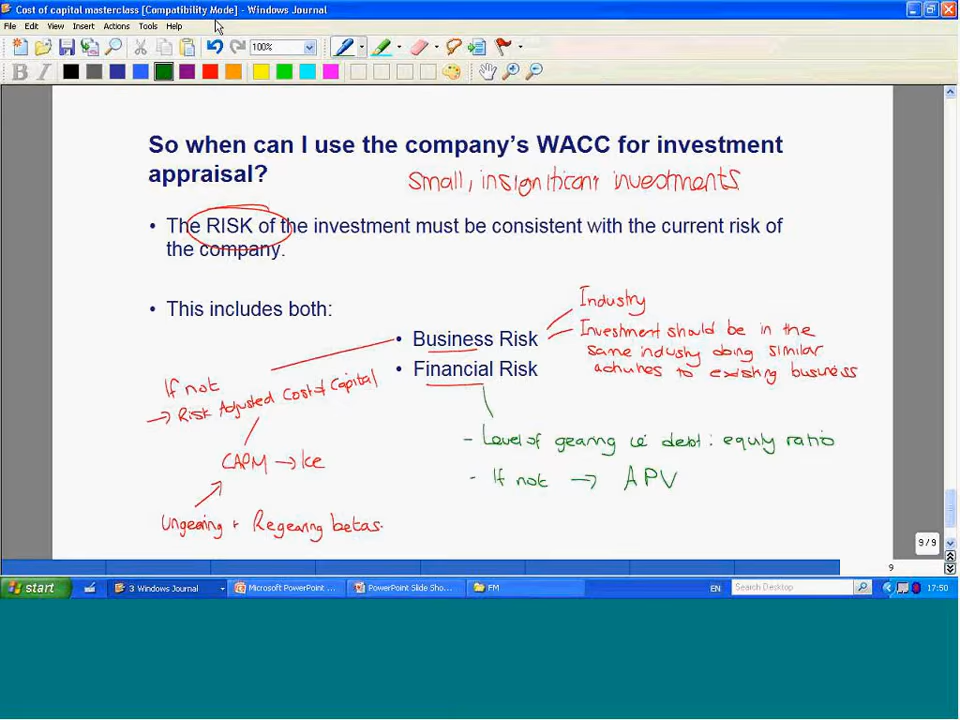 Cost of capital masterclass [Compatibility Mode] - Windows Journal
File Edit View Insert Actions Tools Help
100%
B I
So when can I use the company's WACC for investment
appraisal?
Small, insignificant investments
• The RISK of the investment must be consistent with the current risk of
the company.
• This includes both:
• Business Risk
• Financial Risk
Industry
Investment should be in the
same industry doing similar
activities to existing business
If not
→ Risk Adjusted Cost of Capital
CAPM → ke
Ungearing + Regearing betas.
- Level of gearing ie debt : equity ratio
- If not → APV
9/9
9
start
3 Windows Journal
Microsoft PowerPoint ...
PowerPoint Slide Sho...
FM
EN
Search Desktop
17:50